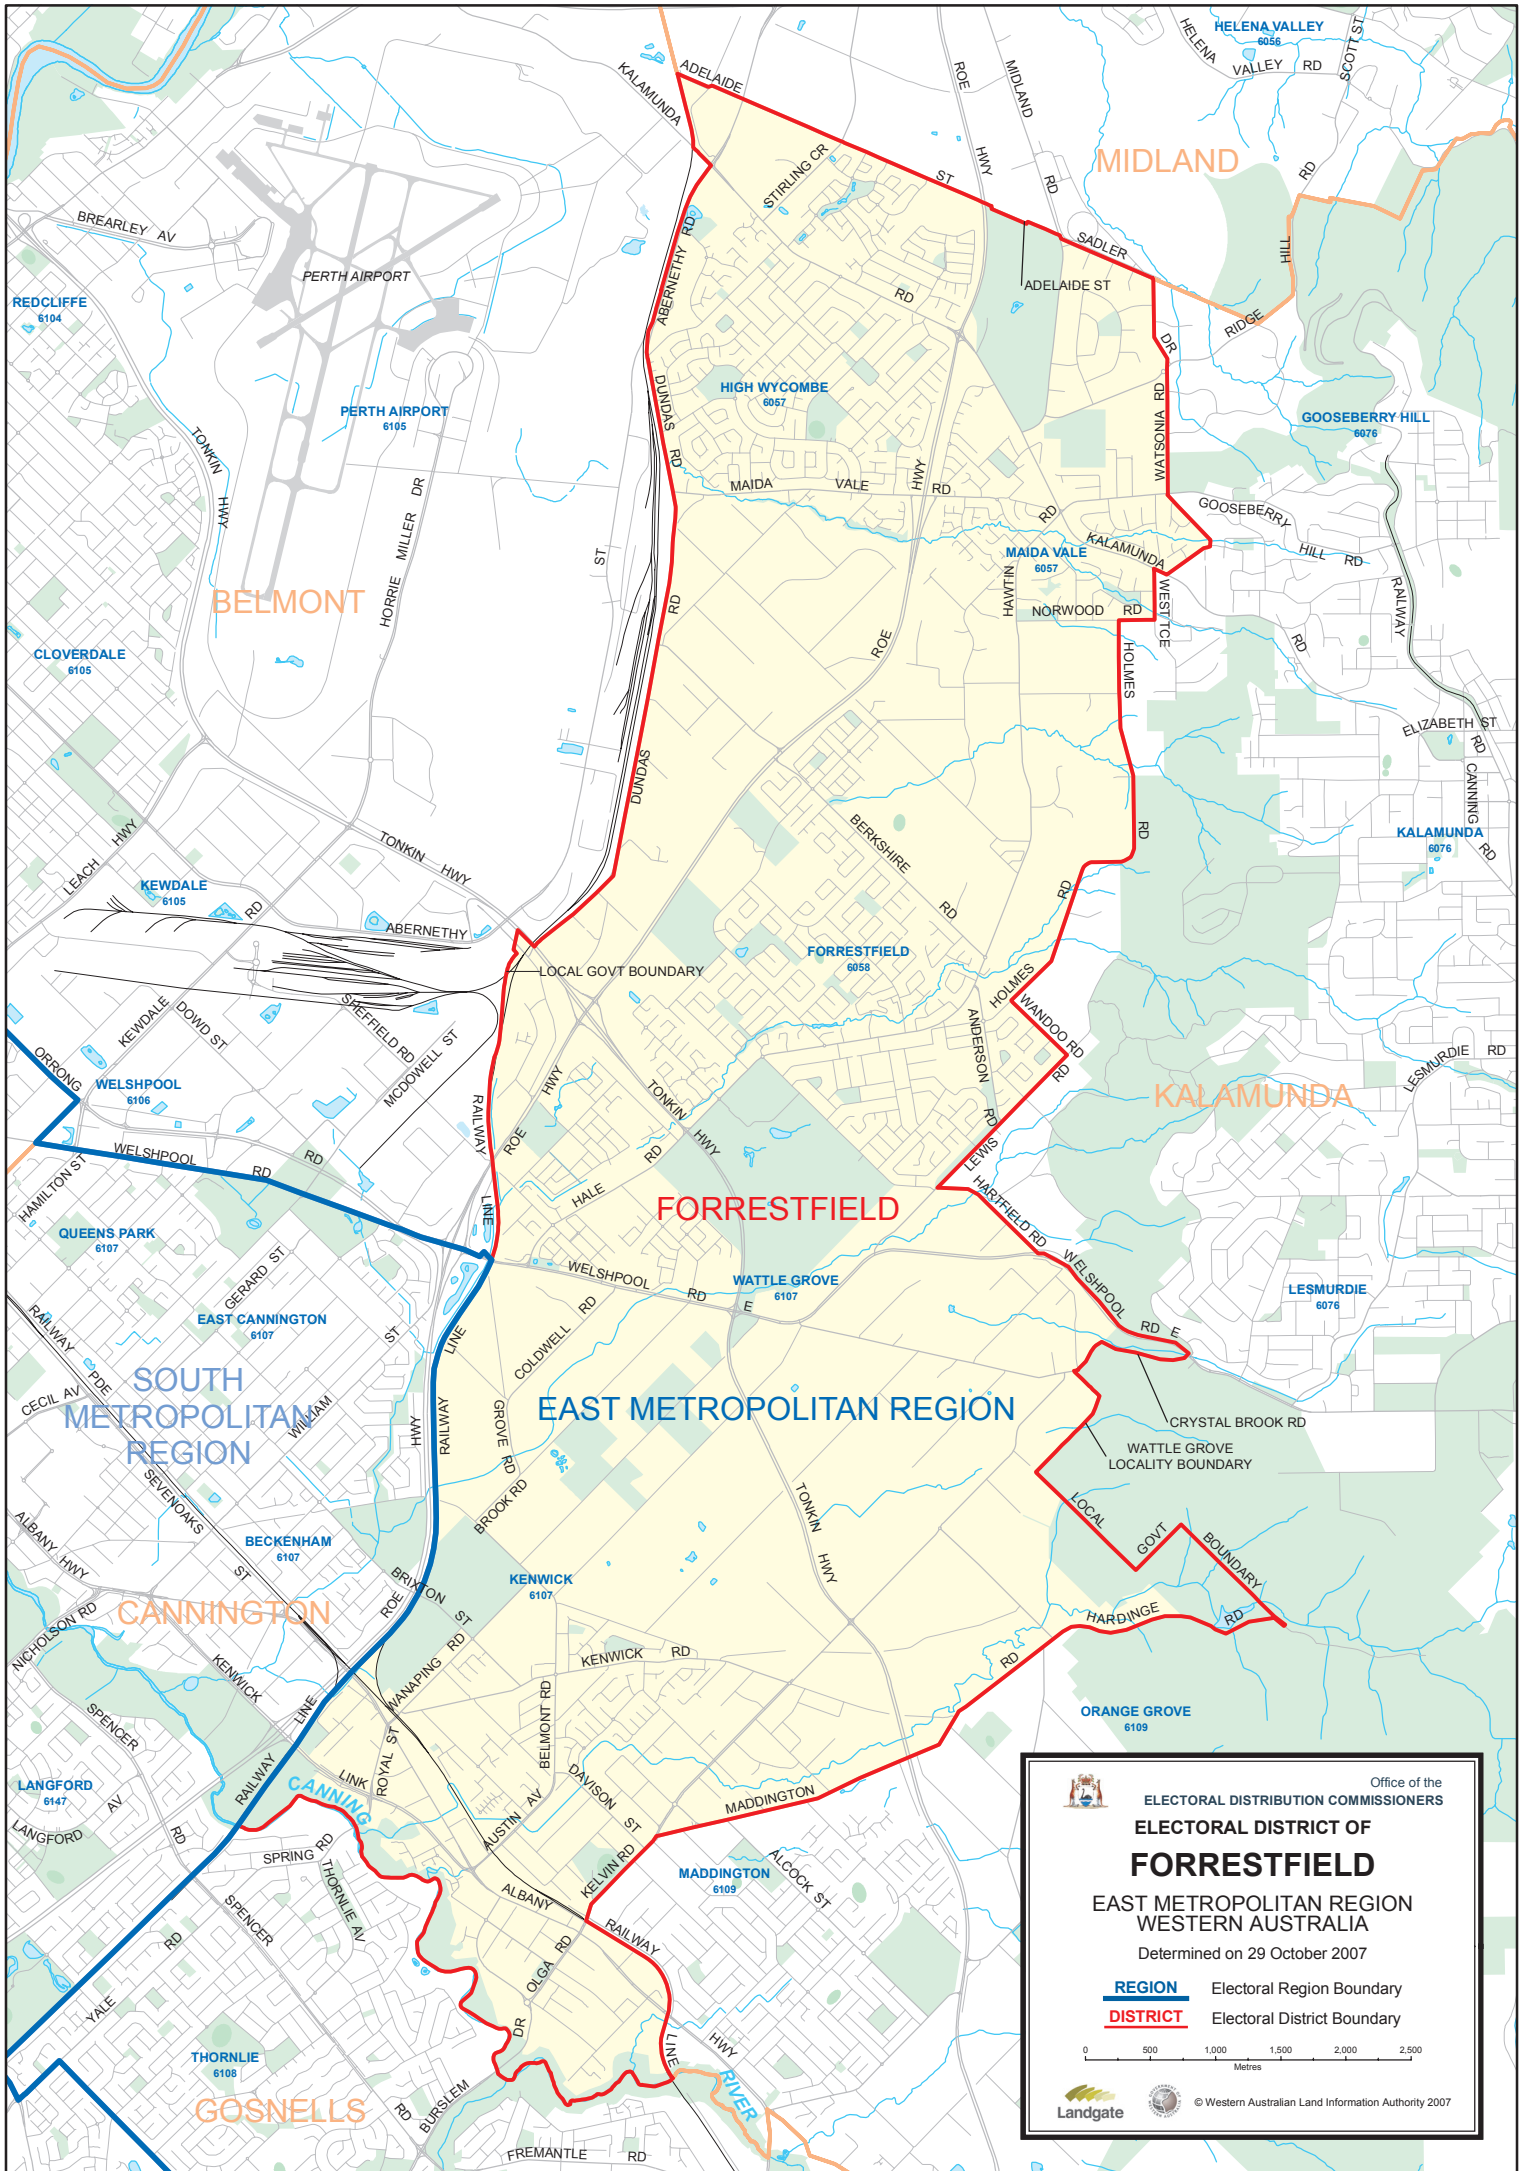 HELENA VALLEY
6056
HELENA
VALLEY RD
SCOTT ST
ADELAIDE
KALAMUNDA
ROE
HWY
MIDLAND
RD
MIDLAND
RD
HILL
STIRLING CR
ST
BREARLEY AV
PERTH AIRPORT
SADLER
ADELAIDE ST
REDCLIFFE
6104
ABERNETHY RD
RD
RIDGE
DR
HIGH WYCOMBE
6057
PERTH AIRPORT
6105
DUNDAS
RD
WATSONIA RD
GOOSEBERRY HILL
6076
TONKIN
HWY
HORRIE MILLER DR
MAIDA VALE RD
HWY
GOOSEBERRY
HILL RD
RD
KALAMUNDA
MAIDA VALE
6057
ST
BELMONT
RD
HAWTIN
NORWOOD RD
WEST TCE
RD
RAILWAY
CLOVERDALE
6105
ROE
HOLMES
ELIZABETH ST
RD
CANNING
RD
DUNDAS
BERKSHIRE
RD
RD
KALAMUNDA
6076
LEACH HWY
TONKIN HWY
KEWDALE
6105
RD
ABERNETHY
RD
LOCAL GOVT BOUNDARY
FORRESTFIELD
6058
HOLMES
WANDOO RD
KEWDALE
DOWD ST
SHEFFIELD RD
MCDOWELL ST
ANDERSON
RD
RD
LESMURDIE RD
ORRONG
WELSHPOOL
6106
HWY
ROE
TONKIN
HWY
KALAMUNDA
RAILWAY
LINE
WELSHPOOL
RD
RD
HAMILTON ST
HALE
RD
LEWIS
HARTFIELD RD
FORRESTFIELD
QUEENS PARK
6107
GERARD ST
WELSHPOOL
RD E
WATTLE GROVE
6107
WELSHPOOL
RD E
LESMURDIE
6076
EAST CANNINGTON
6107
RAILWAY
PDE
ST
LINE
COLDWELL
RD
SOUTH
METROPOLITAN
REGION
CECIL AV
WILLIAM
HWY
RAILWAY
GROVE RD
EAST METROPOLITAN REGION
CRYSTAL BROOK RD
WATTLE GROVE
LOCALITY BOUNDARY
SEVENOAKS
ST
BROOK RD
TONKIN
HWY
LOCAL
GOVT
BOUNDARY
ALBANY HWY
BECKENHAM
6107
BRIXTON
ST
KENWICK
6107
CANNINGTON
ROE
HARDINGE
RD
NICHOLSON RD
KENWICK
WANAPING RD
KENWICK RD
RD
SPENCER
LINE
BELMONT RD
ORANGE GROVE
6109
RAILWAY
LINK
ROYAL ST
CANNING
AUSTIN AV
DAVISON
ST
MADDINGTON
LANGFORD
6147
LANGFORD
AV
RD
SPRING RD
THORNLIE AV
ALBANY
KELVIN RD
MADDINGTON
6109
ALCOCK ST
SPENCER
RD
RAILWAY
LINE
OLGA RD
DR
HWY
YALE
THORNLIE
6108
GOSNELLS
RD
BURSLEM
RIVER
FREMANTLE RD
Office of the
ELECTORAL DISTRIBUTION COMMISSIONERS
ELECTORAL DISTRICT OF
FORRESTFIELD
EAST METROPOLITAN REGION
WESTERN AUSTRALIA
Determined on 29 October 2007
REGION Electoral Region Boundary
DISTRICT Electoral District Boundary
0 500 1,000 1,500 2,000 2,500
Metres
Landgate
© Western Australian Land Information Authority 2007